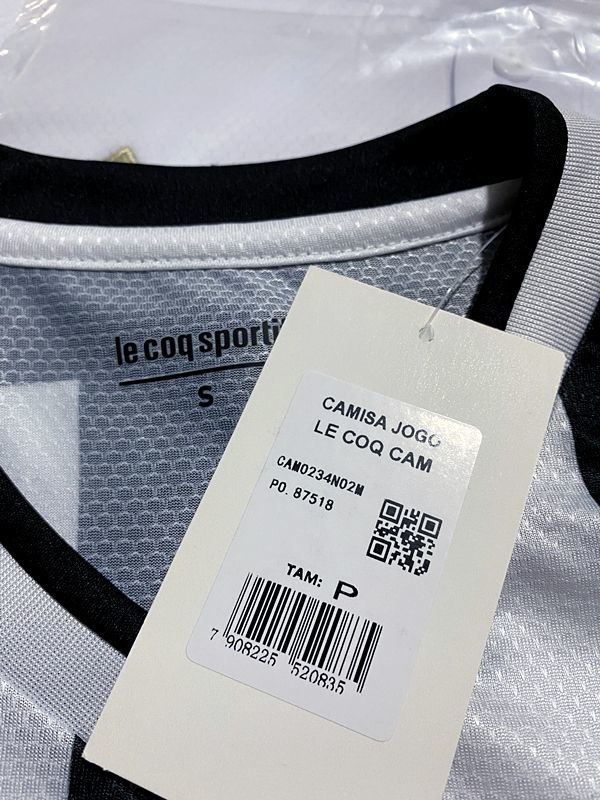 le coq sporti
S
CAMISA JOGO
LE COQ CAM
CAM0234N02M
PO. 87518
TAM: P
7 908225 520835